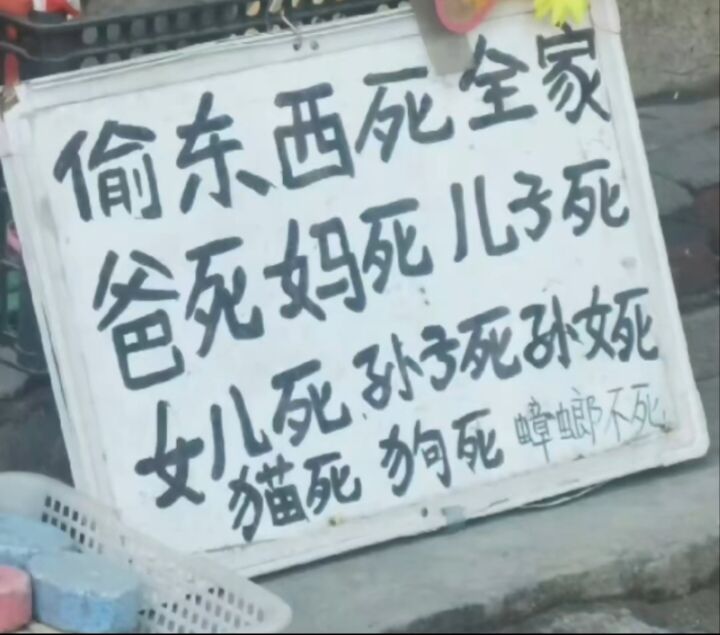 偷东西死全家
爸死妈死儿子死
女儿死孙子死孙女死
猫死狗死蟑螂不死